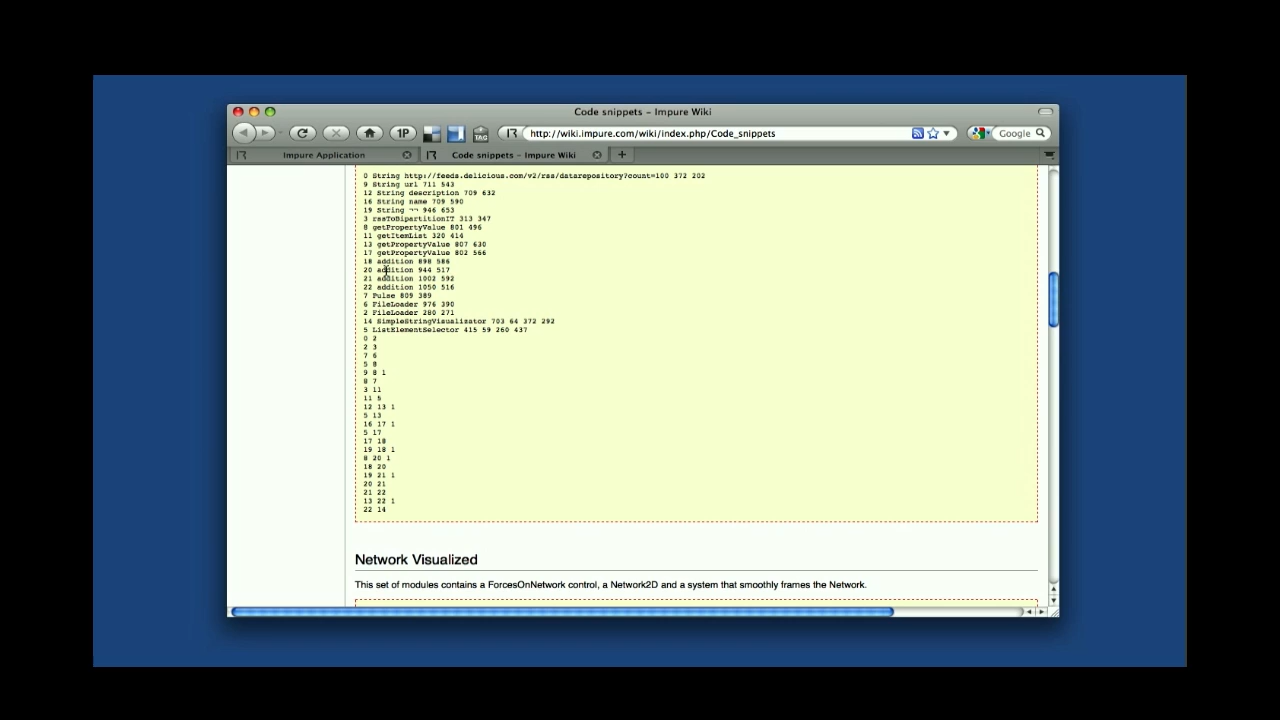 Code snippets – Impure Wiki
1P
TAG
http://wiki.impure.com/wiki/index.php/Code_snippets
Google
Impure Application
Code snippets – Impure Wiki
0 String http://feeds.delicious.com/v2/rss/datarepository?count=100 372 202
9 String url 711 543
12 String description 709 632
16 String name 709 590
19 String ¬¬ 946 653
3 rssToBipartitionIT 313 347
8 getPropertyValue 801 496
11 getItemList 320 414
13 getPropertyValue 807 630
17 getPropertyValue 802 566
18 addition 898 586
20 addition 944 517
21 addition 1002 592
22 addition 1050 516
7 Pulse 809 389
6 FileLoader 976 390
2 FileLoader 280 271
14 SimpleStringVisualizator 703 64 372 292
5 ListElementSelector 415 59 260 437
0 2
2 3
7 6
5 8
9 8 1
8 7
3 11
11 5
12 13 1
5 13
16 17 1
5 17
17 18
19 18 1
8 20 1
18 20
19 21 1
20 21
21 22
13 22 1
22 14
Network Visualized
This set of modules contains a ForcesOnNetwork control, a Network2D and a system that smoothly frames the Network.